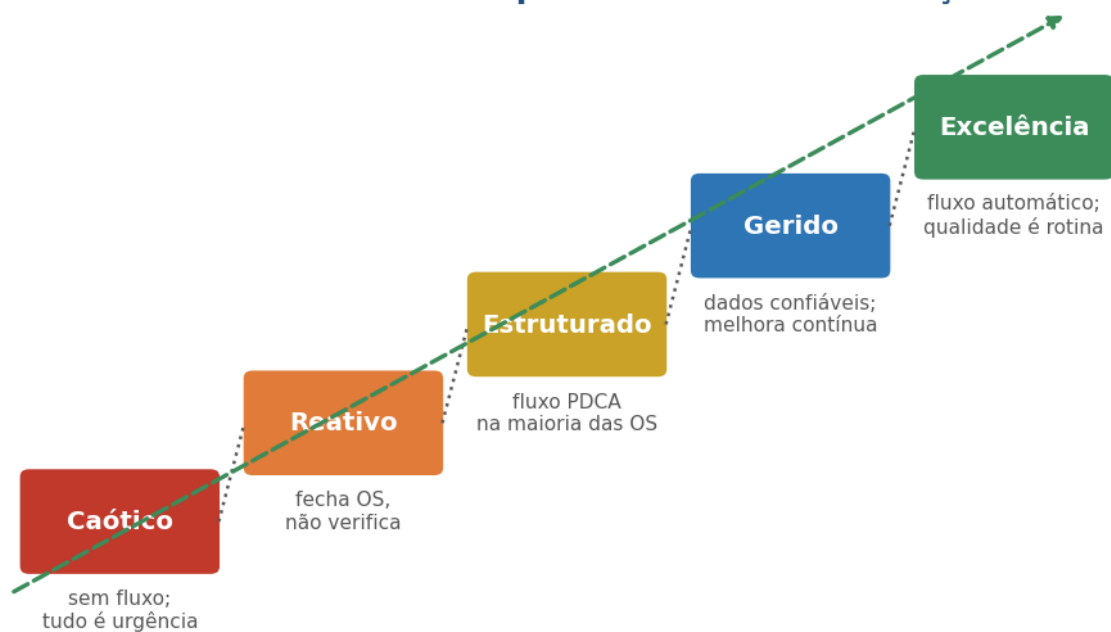 Caótico
sem fluxo;
tudo é urgência
Reativo
fecha OS,
não verifica
Estruturado
fluxo PDCA
na maioria das OS
Gerido
dados confiáveis;
melhora contínua
Excelência
fluxo automático;
qualidade é rotina